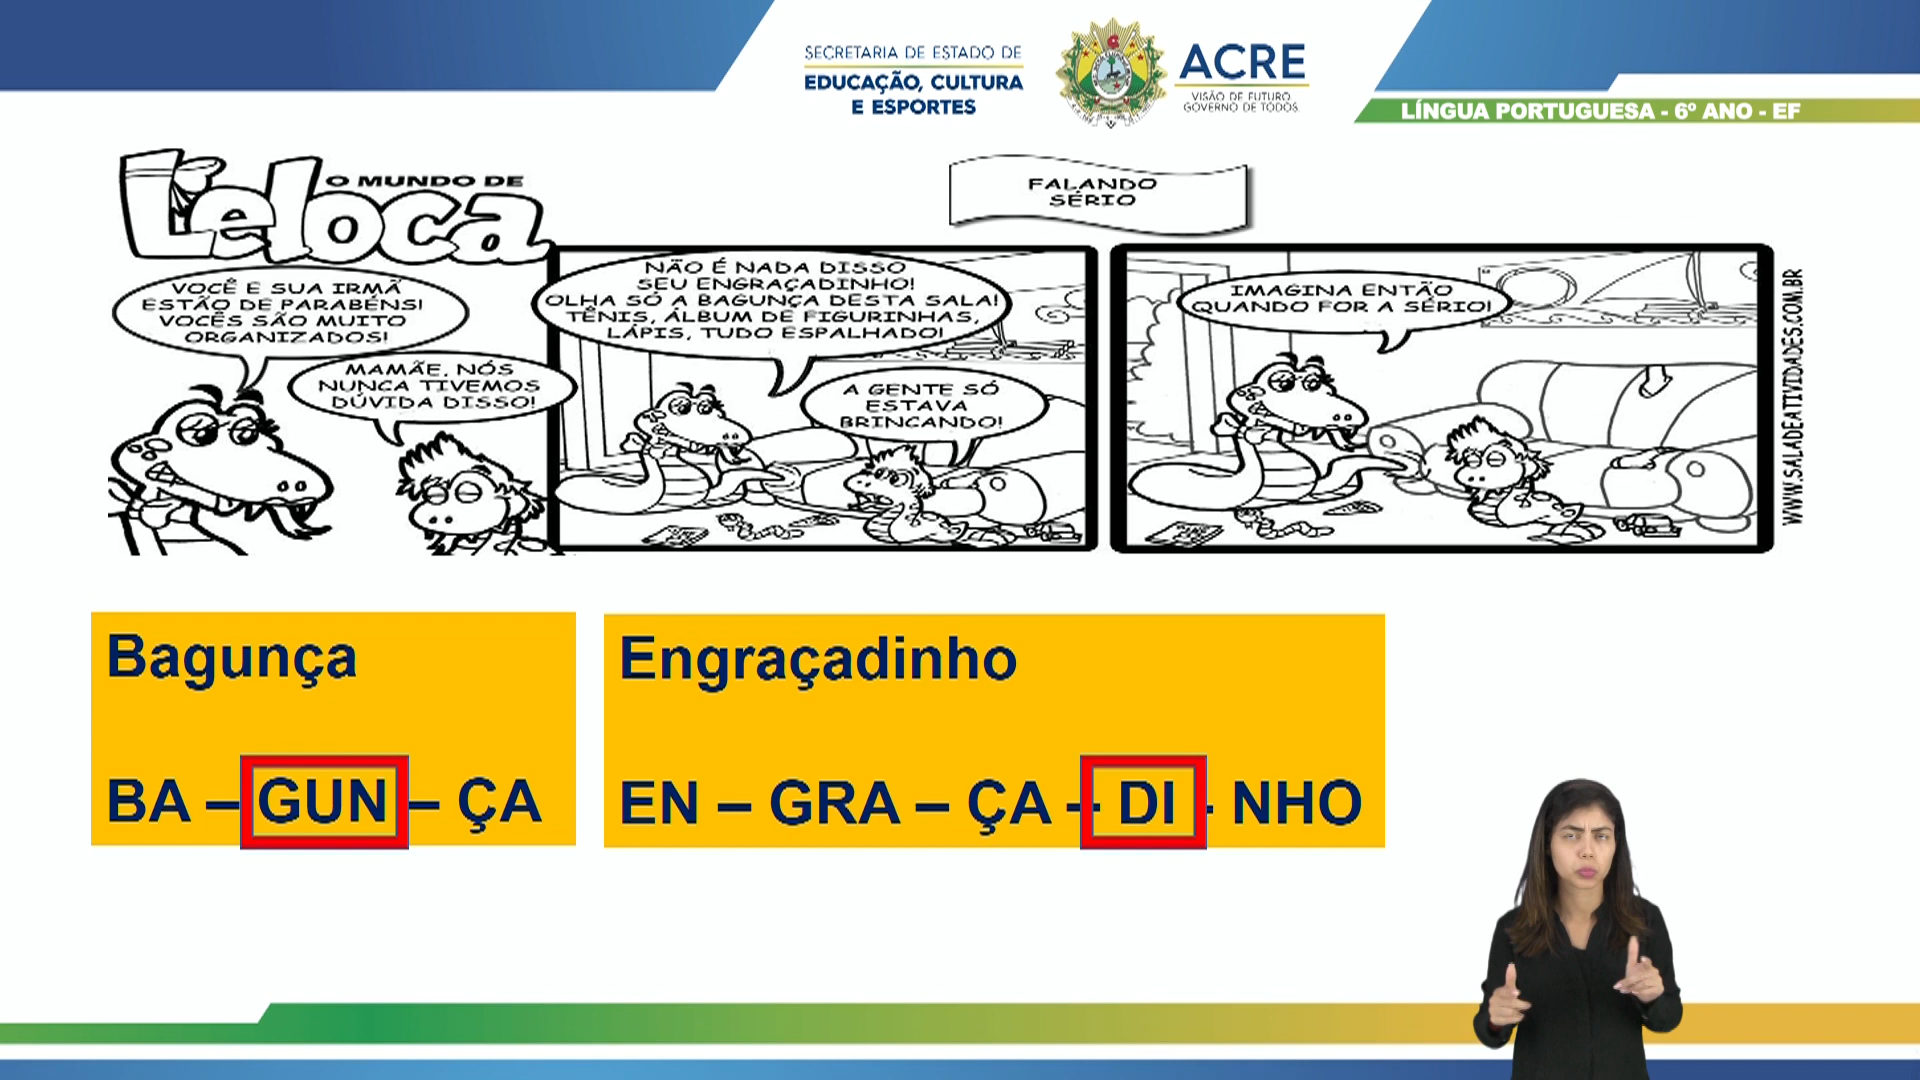 SECRETARIA DE ESTADO DE
EDUCAÇÃO, CULTURA
E ESPORTES
ACRE
VISÃO DE FUTURO
GOVERNO DE TODOS
LÍNGUA PORTUGUESA - 6º ANO - EF
O MUNDO DE
Leloca
FALANDO
SÉRIO
VOCÊ E SUA IRMÃ
ESTÃO DE PARABÉNS!
VOCÊS SÃO MUITO
ORGANIZADOS!
MAMÃE, NÓS
NUNCA TIVEMOS
DÚVIDA DISSO!
NÃO É NADA DISSO
SEU ENGRAÇADINHO!
OLHA SÓ A BAGUNÇA DESTA SALA!
TÊNIS, ÁLBUM DE FIGURINHAS,
LÁPIS, TUDO ESPALHADO!
A GENTE SÓ
ESTAVA
BRINCANDO!
IMAGINA ENTÃO
QUANDO FOR A SÉRIO!
WWW.SALADEATIVIDADES.COM.BR
Bagunça
BA – GUN – ÇA
Engraçadinho
EN – GRA – ÇA – DI - NHO